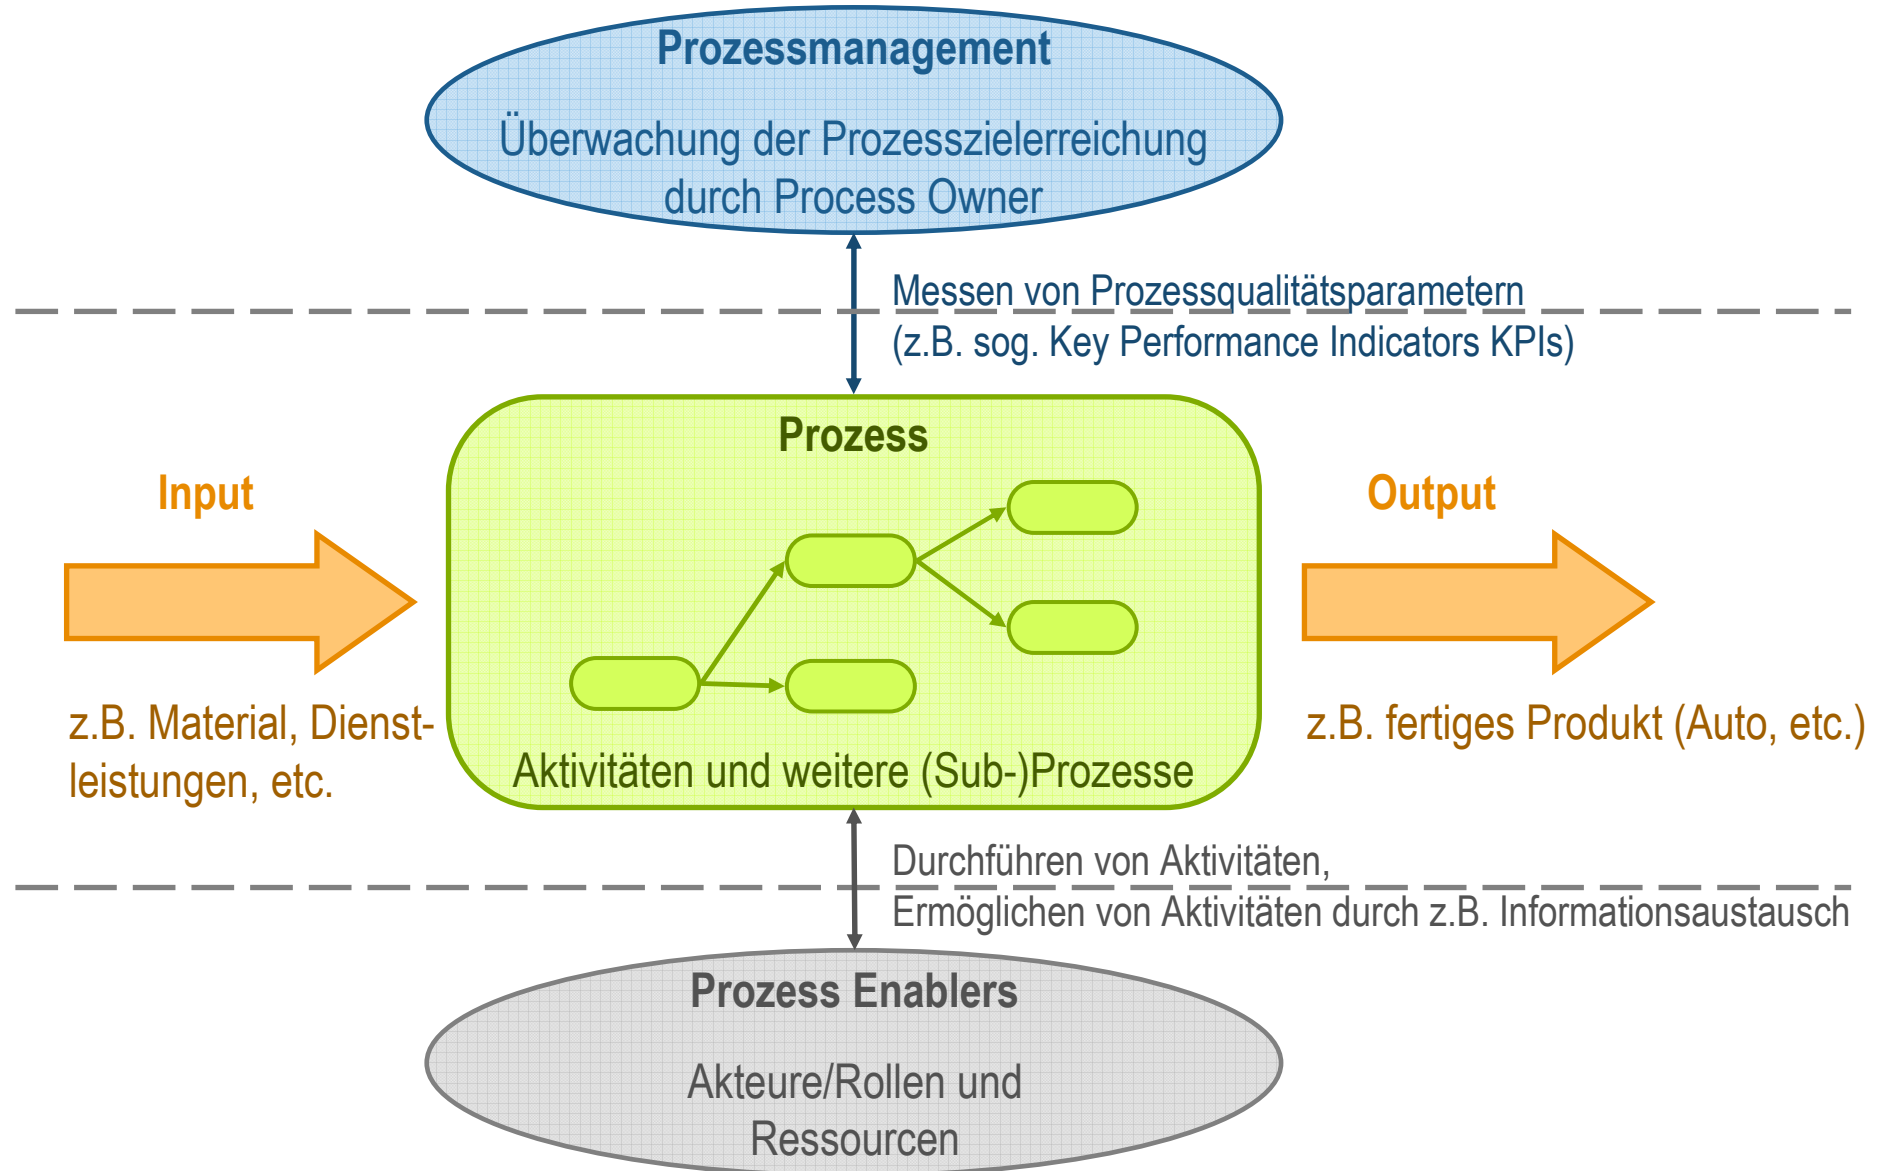 Prozessmanagement
Überwachung der Prozesszielerreichung
durch Process Owner
Messen von Prozessqualitätsparametern
(z.B. sog. Key Performance Indicators KPIs)
Prozess
Input
Output
z.B. Material, Dienst-
leistungen, etc.
z.B. fertiges Produkt (Auto, etc.)
Aktivitäten und weitere (Sub-)Prozesse
Durchführen von Aktivitäten,
Ermöglichen von Aktivitäten durch z.B. Informationsaustausch
Prozess Enablers
Akteure/Rollen und
Ressourcen